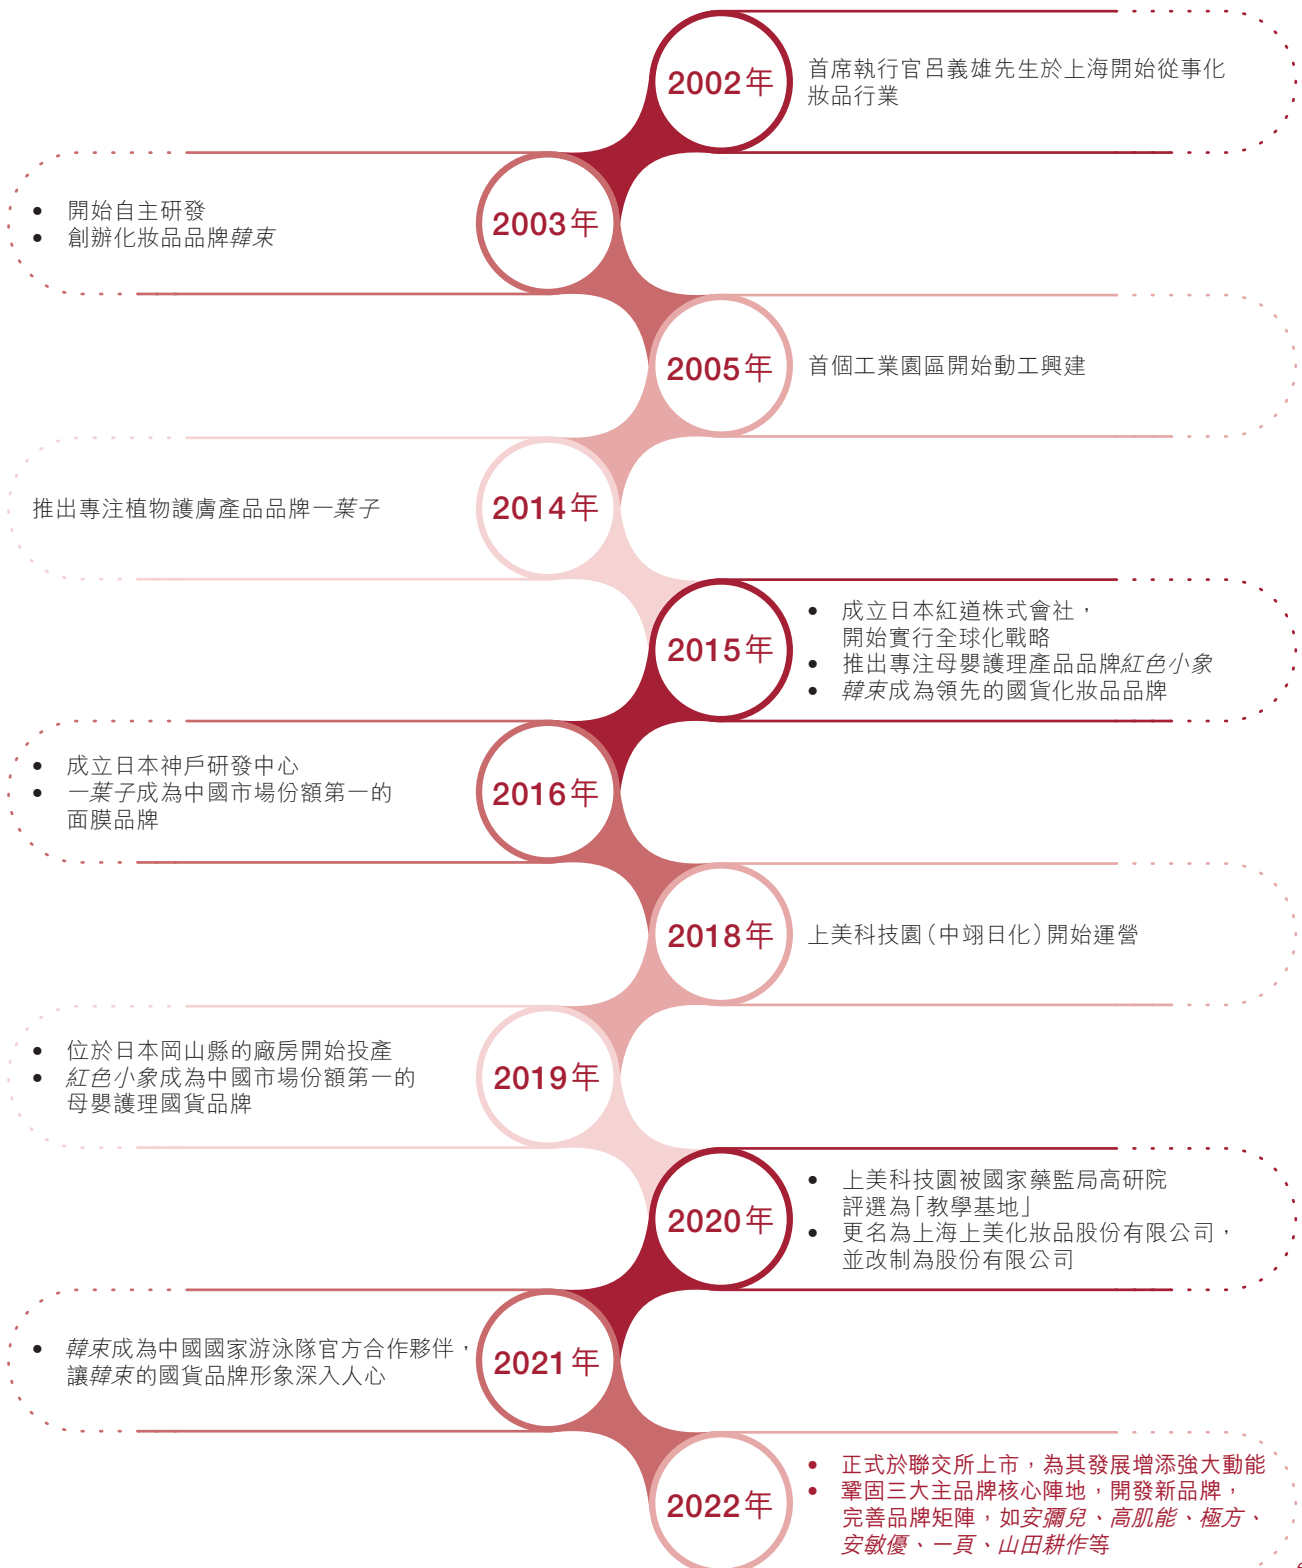 2002年
首席執行官呂義雄先生於上海開始從事化
妝品行業
2003年
• 開始自主研發
• 創辦化妝品品牌韓束
2005年
首個工業園區開始動工興建
2014年
推出專注植物護膚產品品牌一葉子
2015年
• 成立日本紅道株式會社，
開始實行全球化戰略
• 推出專注母嬰護理產品品牌紅色小象
• 韓束成為領先的國貨化妝品品牌
2016年
• 成立日本神戶研發中心
• 一葉子成為中國市場份額第一的
面膜品牌
2018年
上美科技園（中翊日化）開始運營
2019年
• 位於日本岡山縣的廠房開始投產
• 紅色小象成為中國市場份額第一的
母嬰護理國貨品牌
2020年
• 上美科技園被國家藥監局高研院
評選為「教學基地」
• 更名為上海上美化妝品股份有限公司，
並改制為股份有限公司
2021年
• 韓束成為中國國家游泳隊官方合作夥伴，
讓韓束的國貨品牌形象深入人心
2022年
• 正式於聯交所上市，為其發展增添強大動能
• 鞏固三大主品牌核心陣地，開發新品牌，
完善品牌矩陣，如安彌兒、高肌能、極方、
安敏優、一頁、山田耕作等